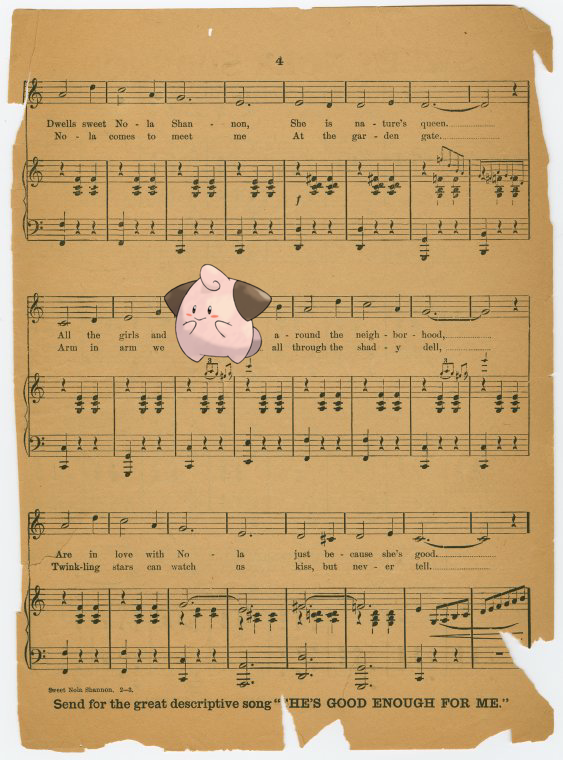 4
Dwells sweet No - la Shan - non, She is na - ture's queen.
No - la comes to meet me At the gar - den gate.
All the girls and a - round the neigh - bor - hood,
Arm in arm we all through the shad - y dell,
Are in love with No - la just be - cause she's good.
Twink-ling stars can watch us kiss, but nev - er tell.
Sweet Nola Shannon, 2-3.
Send for the great descriptive song "HE'S GOOD ENOUGH FOR ME."